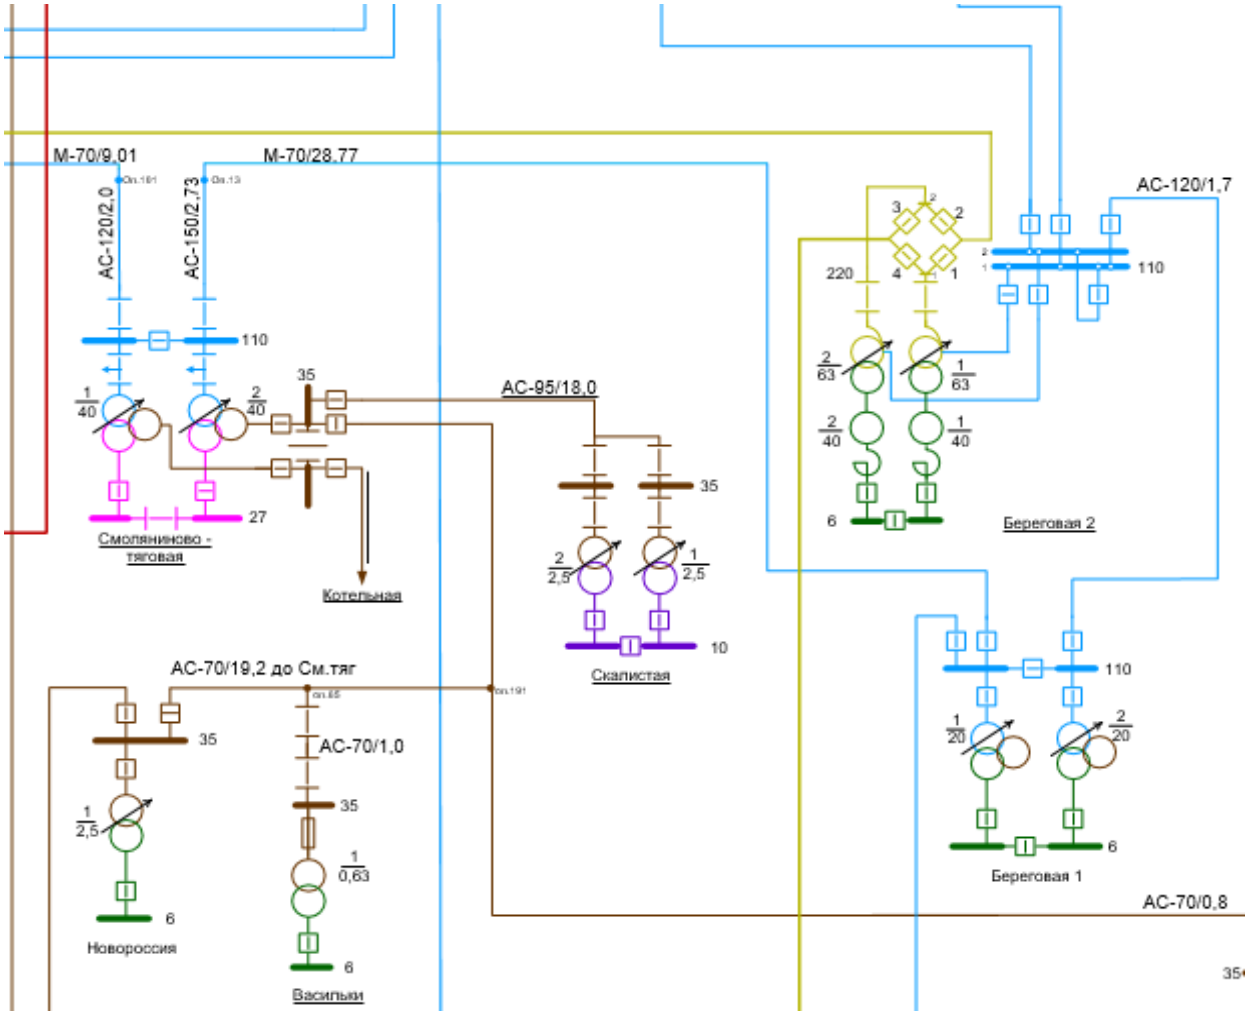 М-70/9,01
М-70/28,77
Оп.191
Оп.13
АС-120/2,0
АС-150/2,73
АС-120/1,7
3
2
2
4
1
1
220
2
1
110
110
2
63
1
63
35
1
40
2
40
АС-95/18,0
2
40
1
40
35
27
6
Смоляниново -
тяговая
Береговая 2
Котельная
2
2,5
1
2,5
10
Скалистая
АС-70/19,2 до См.тяг
оп.65
оп.191
110
35
АС-70/1,0
1
20
2
20
1
2,5
35
1
0,63
6
Береговая 1
6
Новороссия
6
Васильки
АС-70/0,8
35